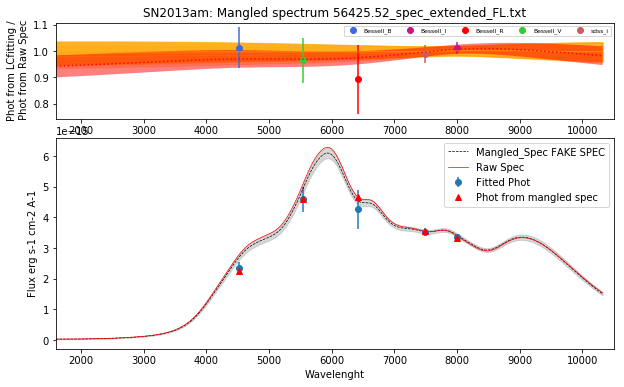 SN2013am: Mangled spectrum 56425.52_spec_extended_FL.txt
Phot from LCfitting /
Phot from Raw Spec
1.1
1.0
0.9
0.8
Bessell_B
Bessell_I
Bessell_R
Bessell_V
sdss_i
2000 3000 4000 5000 6000 7000 8000 9000 10000
Flux erg s-1 cm-2 A-1
6
5
4
3
2
1
0
Mangled_Spec FAKE SPEC
Raw Spec
Fitted Phot
Phot from mangled spec
2000 3000 4000 5000 6000 7000 8000 9000 10000
Wavelenght